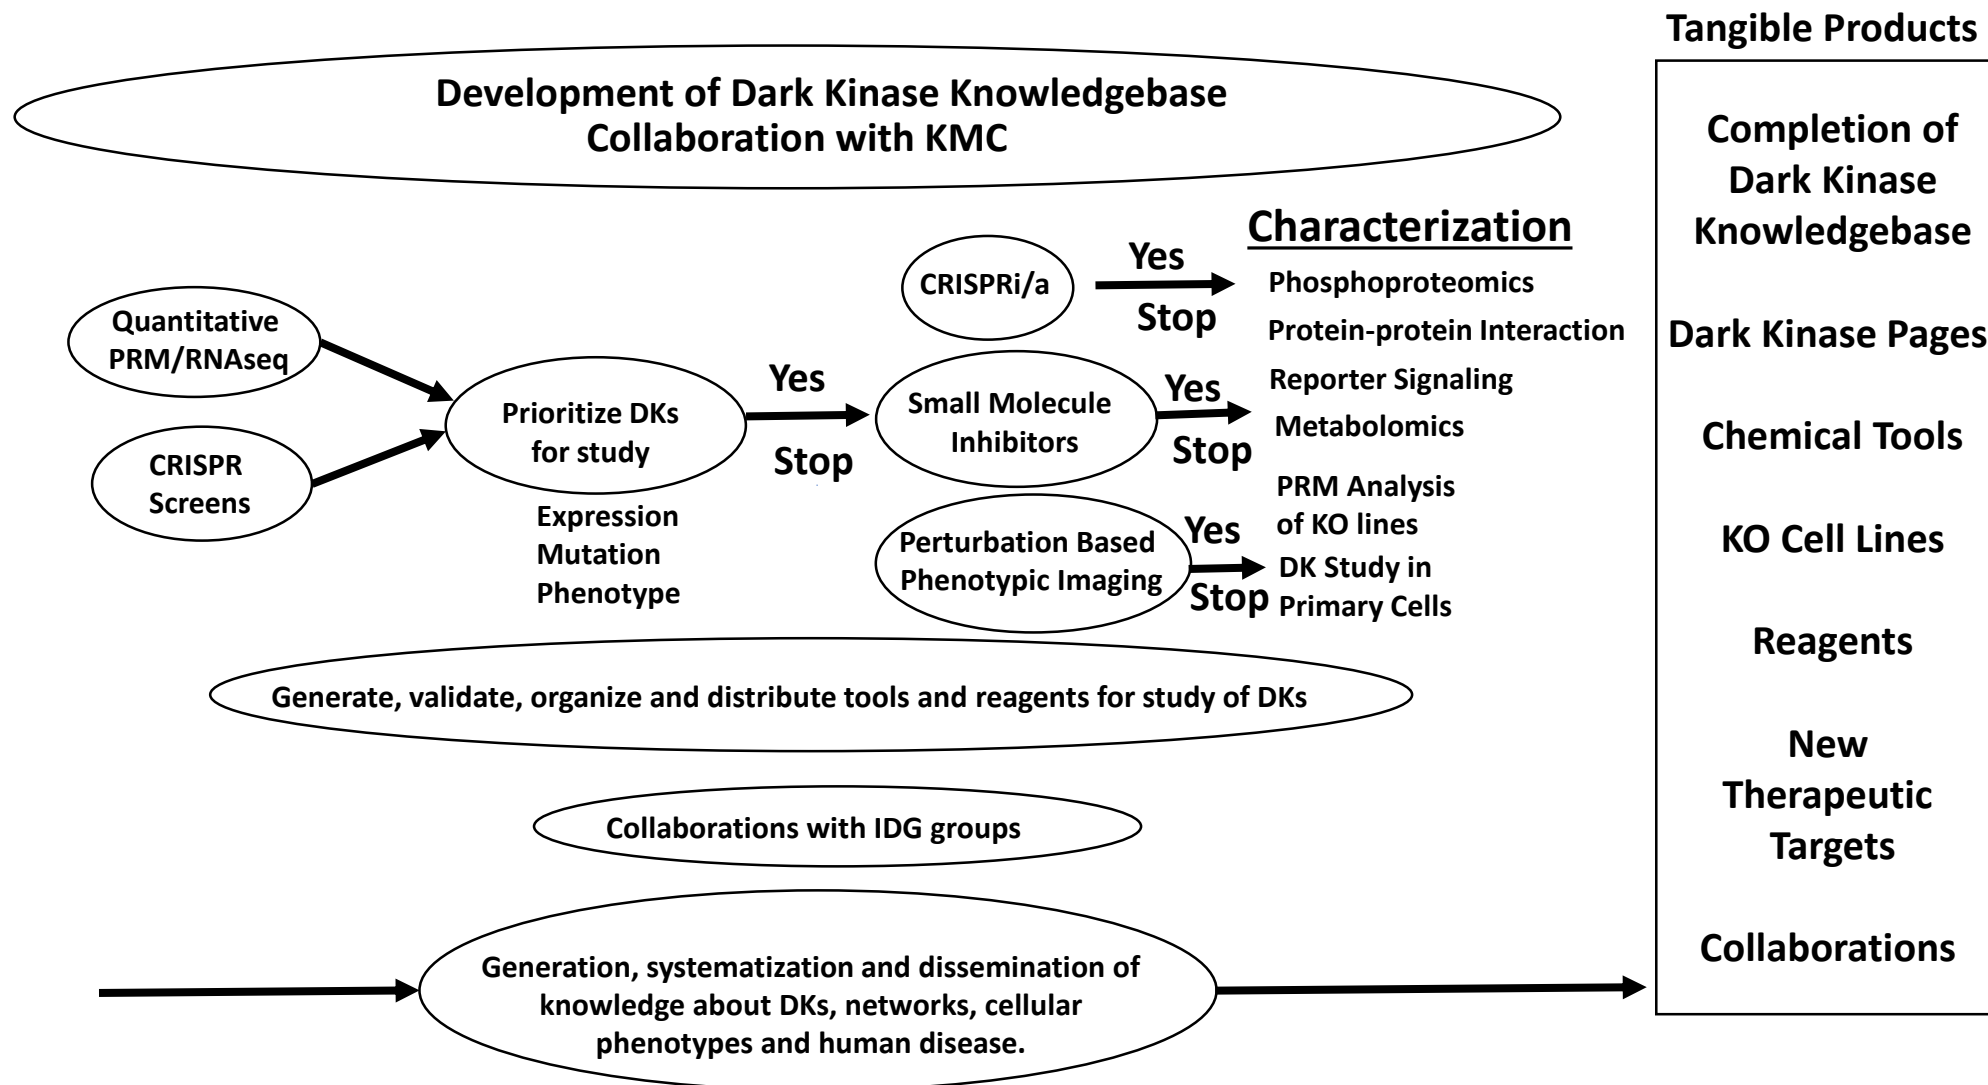 Tangible Products
Development of Dark Kinase Knowledgebase
Collaboration with KMC
Quantitative
PRM/RNAseq
CRISPR
Screens
Prioritize DKs
for study
Expression
Mutation
Phenotype
Yes
Stop
CRISPRi/a
Yes
Stop
Small Molecule
Inhibitors
Yes
Stop
Perturbation Based
Phenotypic Imaging
Yes
Stop
Characterization
Phosphoproteomics
Protein-protein Interaction
Reporter Signaling
Metabolomics
PRM Analysis
of KO lines
DK Study in
Primary Cells
Generate, validate, organize and distribute tools and reagents for study of DKs
Collaborations with IDG groups
Generation, systematization and dissemination of
knowledge about DKs, networks, cellular
phenotypes and human disease.
Completion of
Dark Kinase
Knowledgebase
Dark Kinase Pages
Chemical Tools
KO Cell Lines
Reagents
New
Therapeutic
Targets
Collaborations